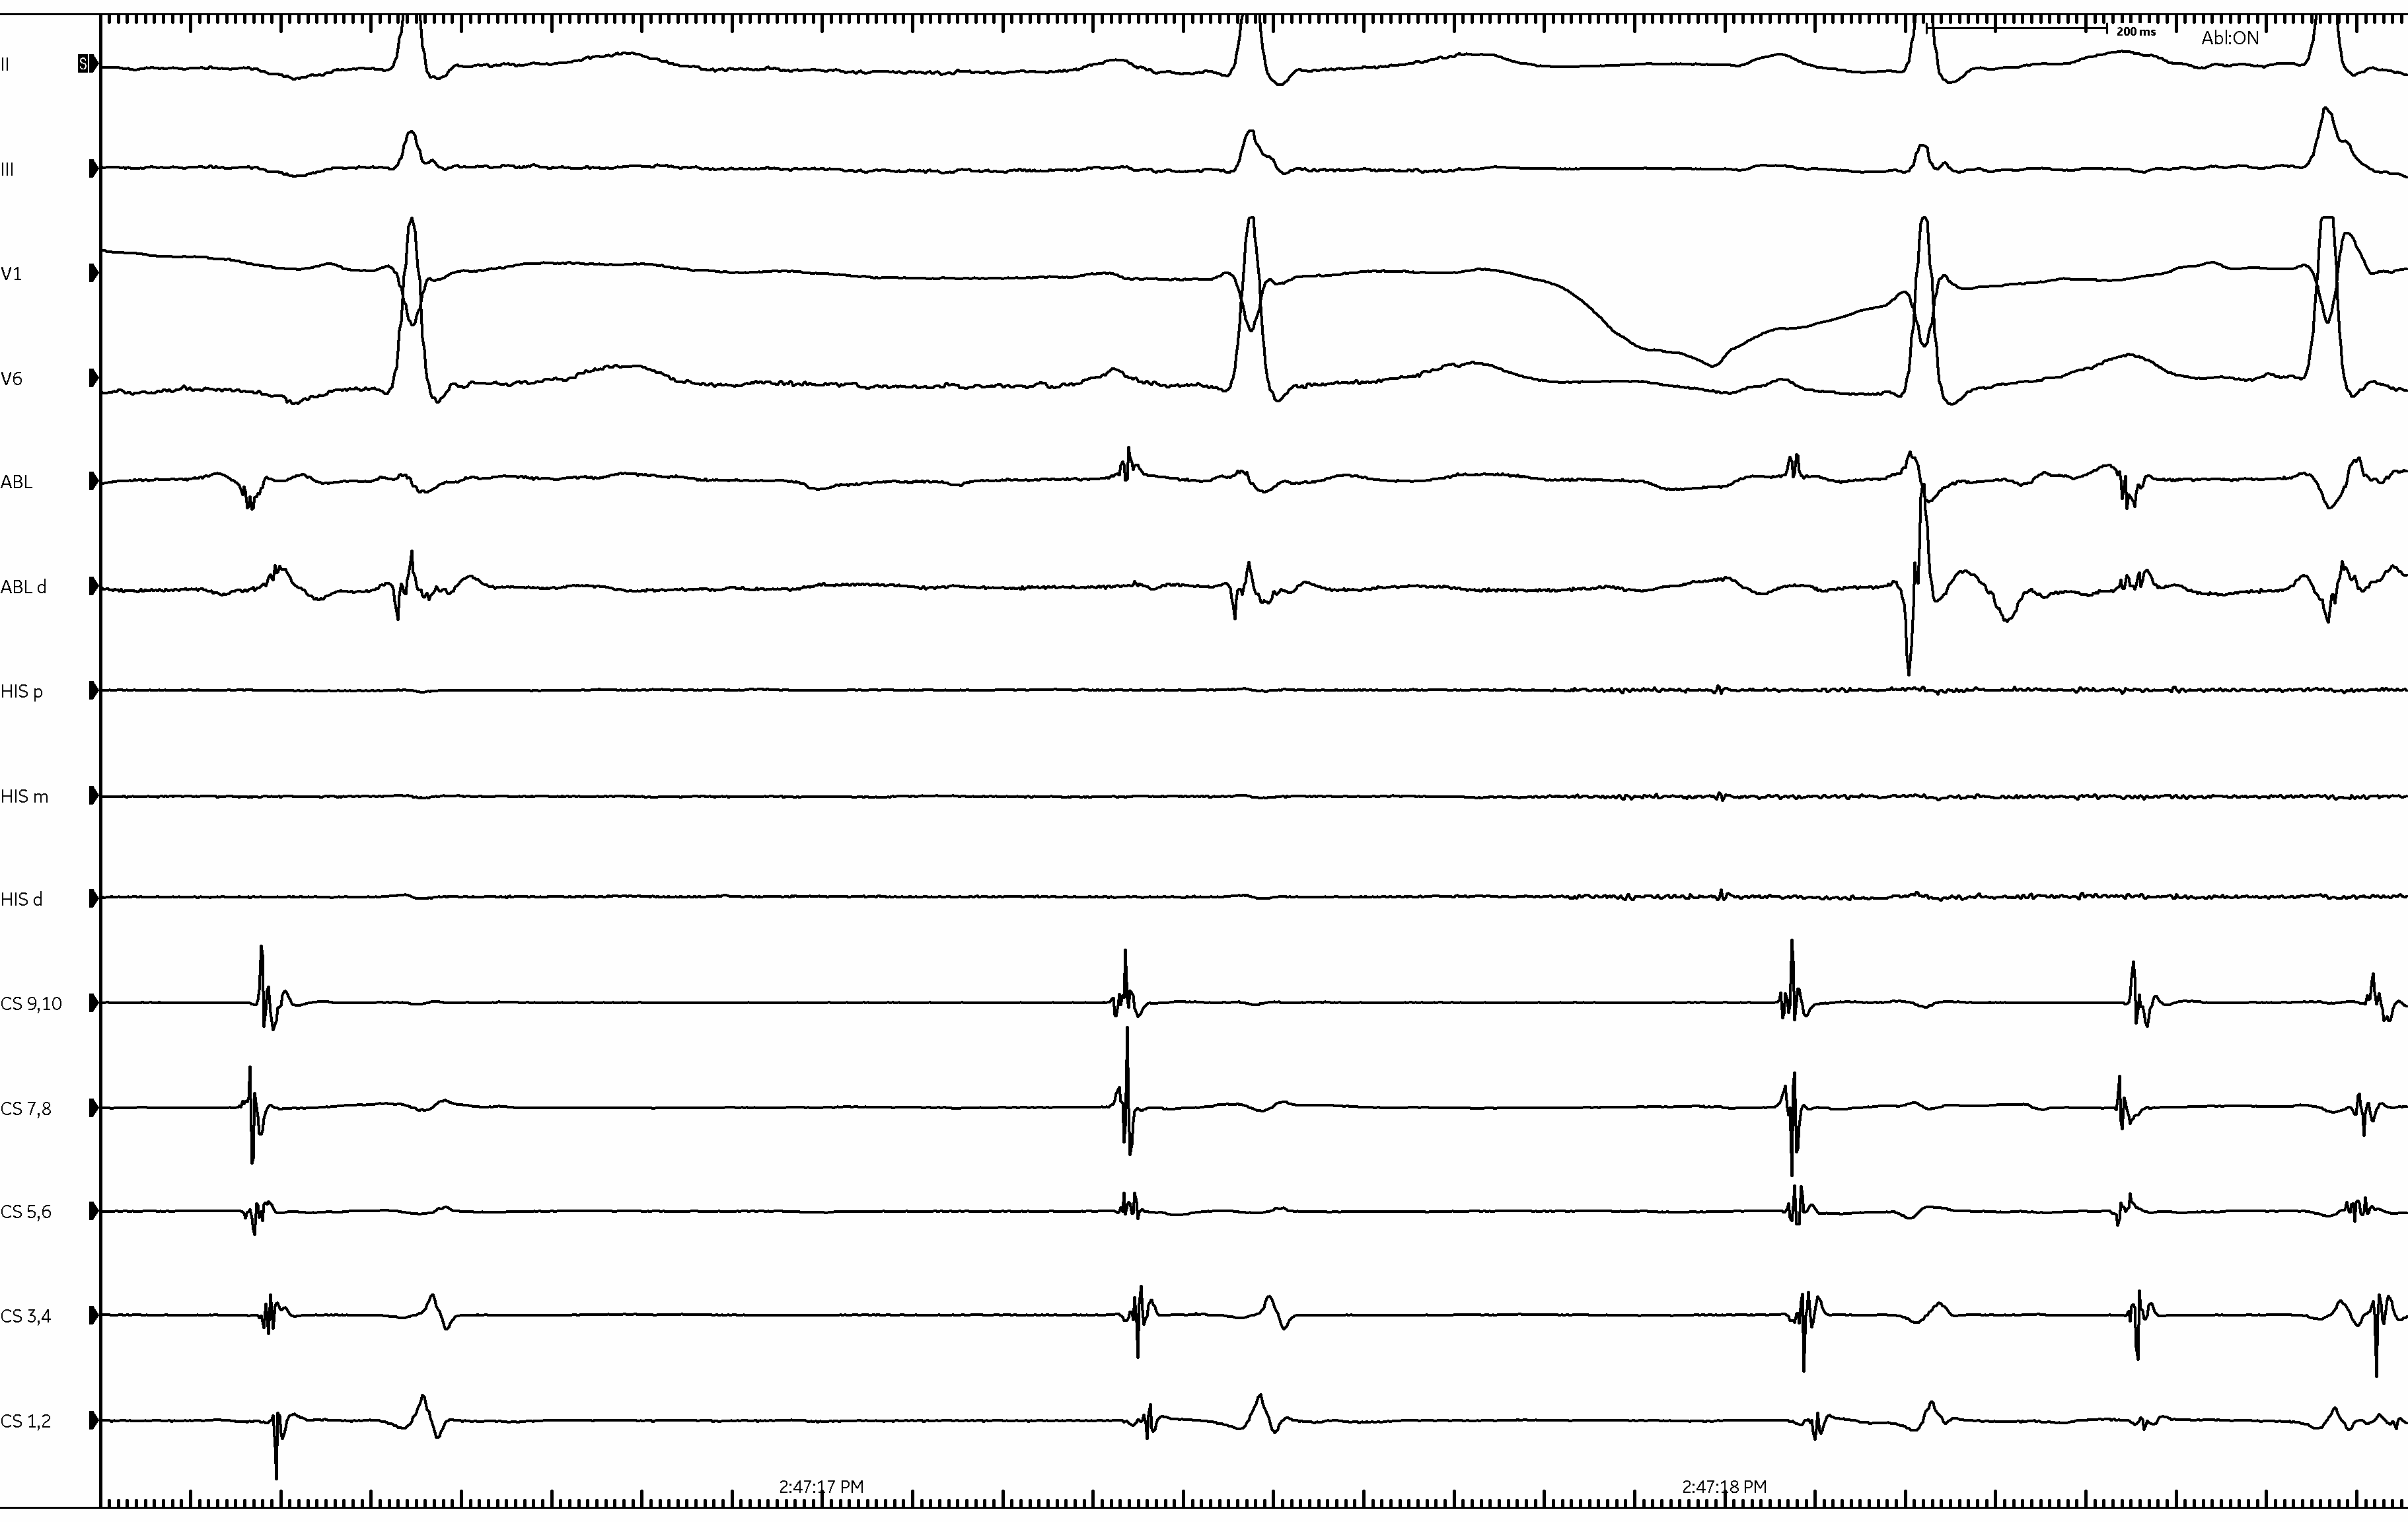 200 ms
Abl:ON
II
S
III
V1
V6
ABL
ABL d
HIS p
HIS m
HIS d
CS 9,10
CS 7,8
CS 5,6
CS 3,4
CS 1,2
2:47:17 PM
2:47:18 PM